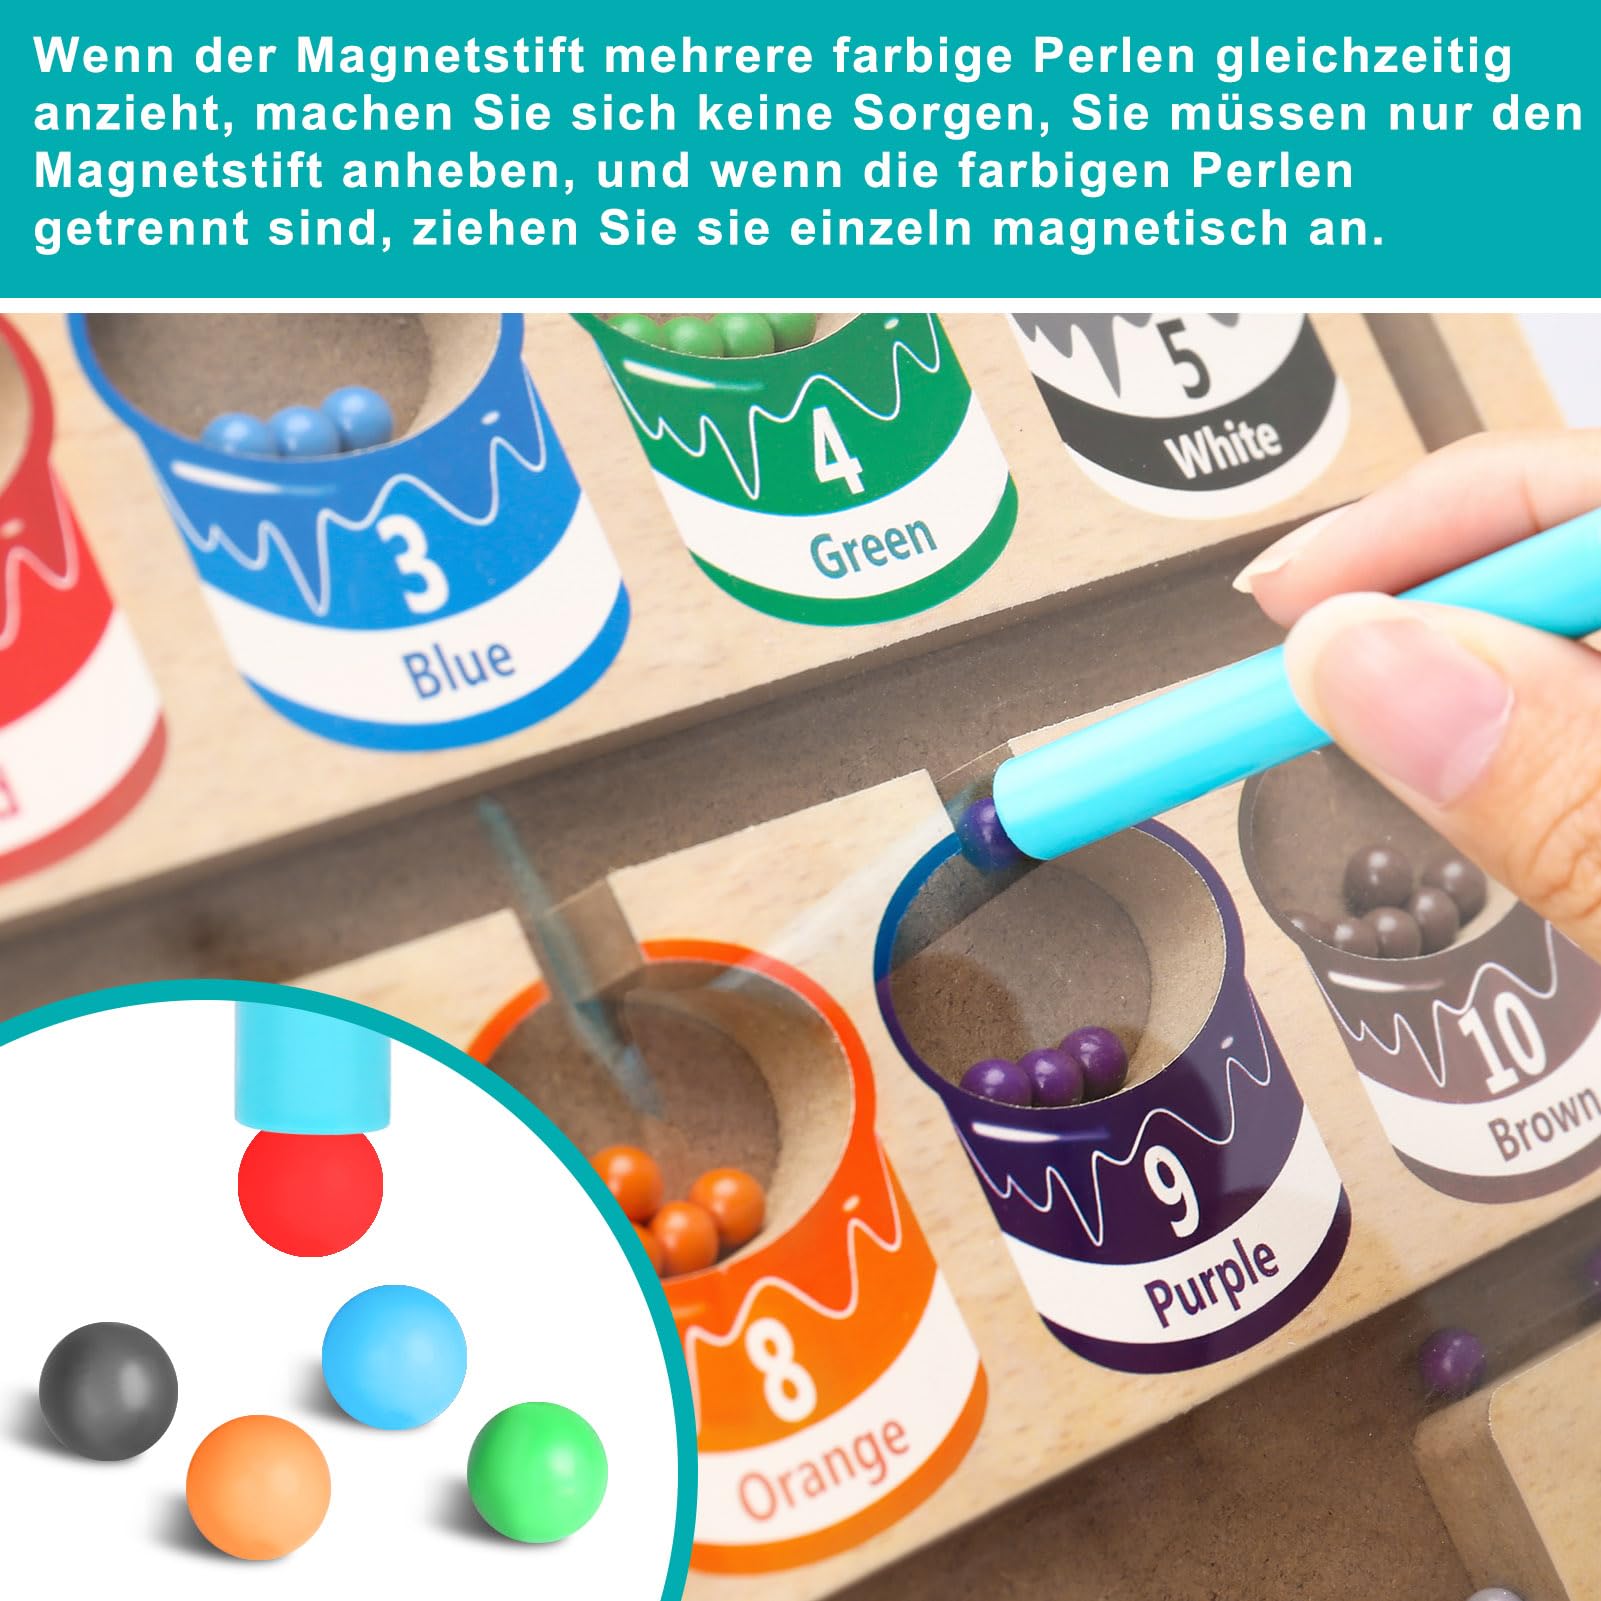 Wenn der Magnetstift mehrere farbige Perlen gleichzeitig
anzieht, machen Sie sich keine Sorgen, Sie müssen nur den
Magnetstift anheben, und wenn die farbigen Perlen
getrennt sind, ziehen Sie sie einzeln magnetisch an.
3
Blue
4
Green
5
White
8
Orange
9
Purple
10
Brown